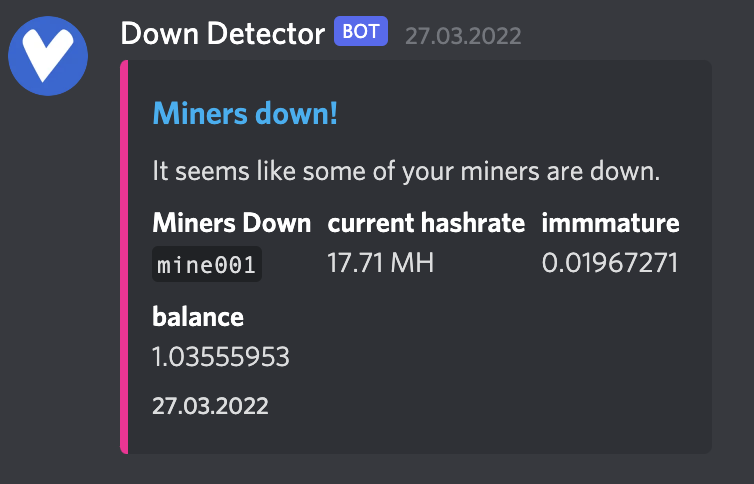 Down Detector BOT 27.03.2022
Miners down!
It seems like some of your miners are down.
Miners Down current hashrate immmature
mine001 17.71 MH 0.01967271
balance
1.03555953
27.03.2022